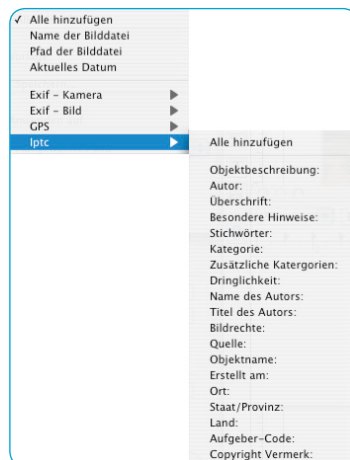 ✓ Alle hinzufügen
Name der Bilddatei
Pfad der Bilddatei
Aktuelles Datum
Exif – Kamera
Exif – Bild
GPS
Iptc
Alle hinzufügen
Objektbeschreibung:
Autor:
Überschrift:
Besondere Hinweise:
Stichwörter:
Kategorie:
Zusätzliche Katergorien:
Dringlichkeit:
Name des Autors:
Titel des Autors:
Bildrechte:
Quelle:
Objektname:
Erstellt am:
Ort:
Staat/Provinz:
Land:
Aufgeber-Code:
Copyright Vermerk: